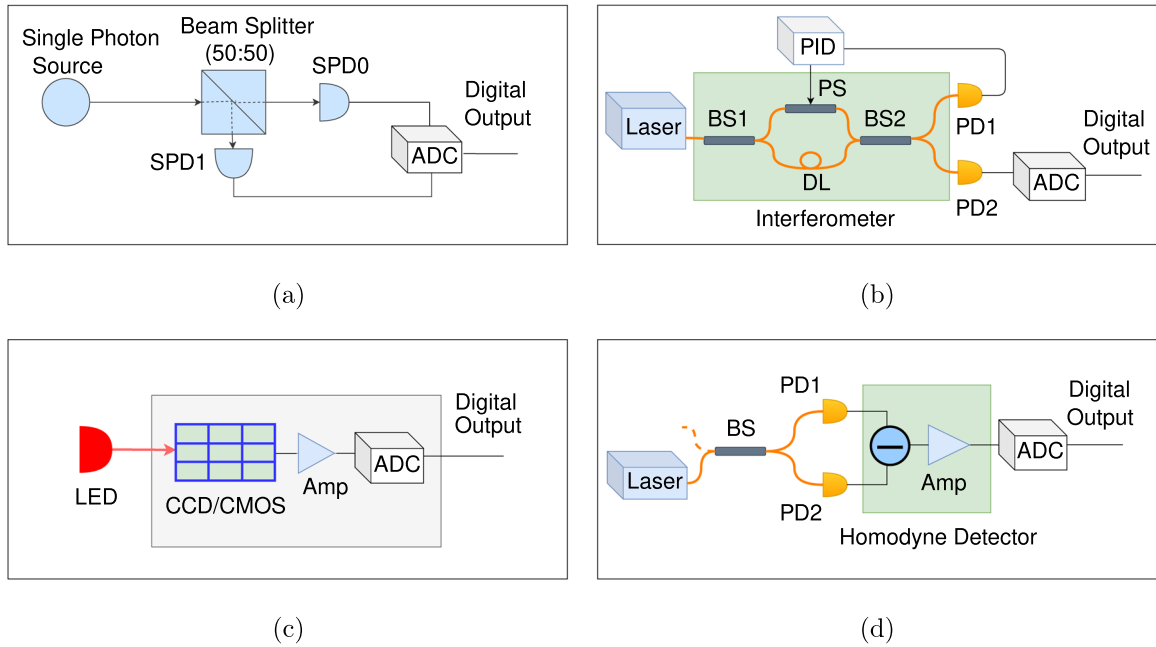 Single Photon
Source
Beam Splitter
(50:50)
SPD0
SPD1
ADC
Digital
Output
(a)
PID
PS
Laser
BS1
BS2
DL
PD1
PD2
ADC
Digital
Output
Interferometer
(b)
LED
CCD/CMOS
Amp
ADC
Digital
Output
(c)
Laser
BS
PD1
PD2
Amp
ADC
Digital
Output
Homodyne Detector
(d)